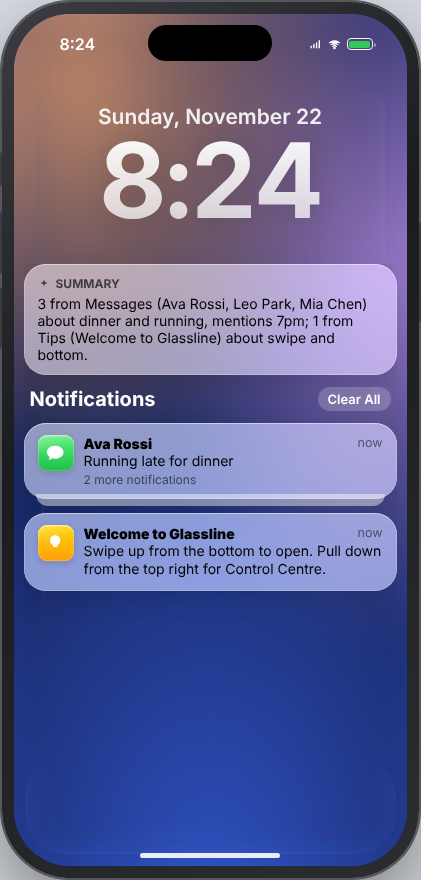 8:24
Sunday, November 22
8:24
SUMMARY
3 from Messages (Ava Rossi, Leo Park, Mia Chen)
about dinner and running, mentions 7pm; 1 from
Tips (Welcome to Glassline) about swipe and
bottom.
Notifications
Clear All
Ava Rossi
now
Running late for dinner
2 more notifications
Welcome to Glassline
now
Swipe up from the bottom to open. Pull down
from the top right for Control Centre.